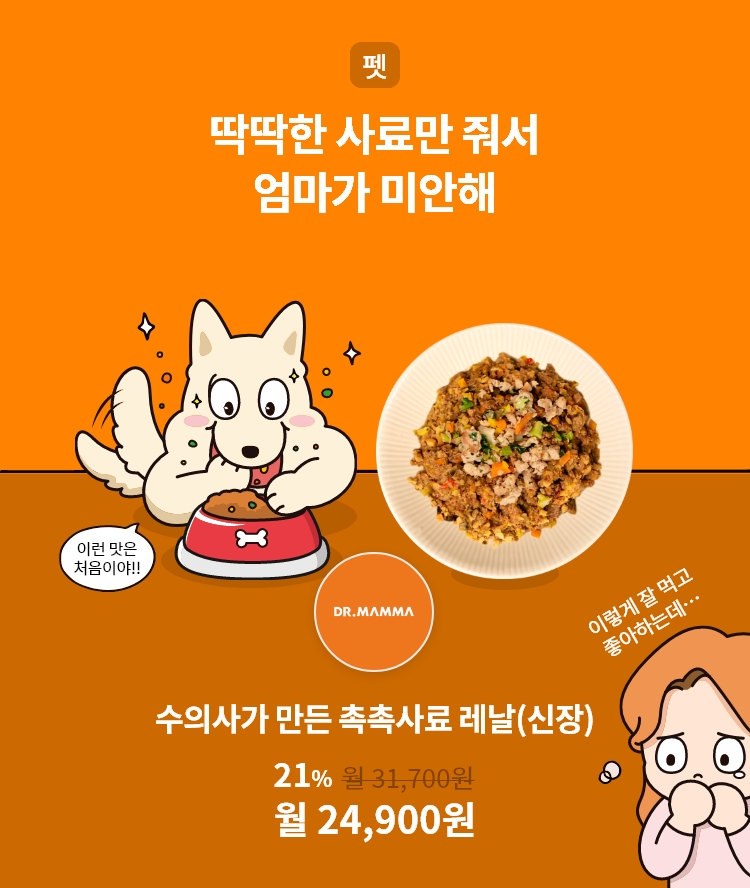 펫
딱딱한 사료만 줘서
엄마가 미안해
이런 맛은
처음이야!!
DR.MAMMA
이렇게 잘 먹고
좋아하는데…
수의사가 만든 촉촉사료 레날(신장)
21% 월 31,700원
월 24,900원